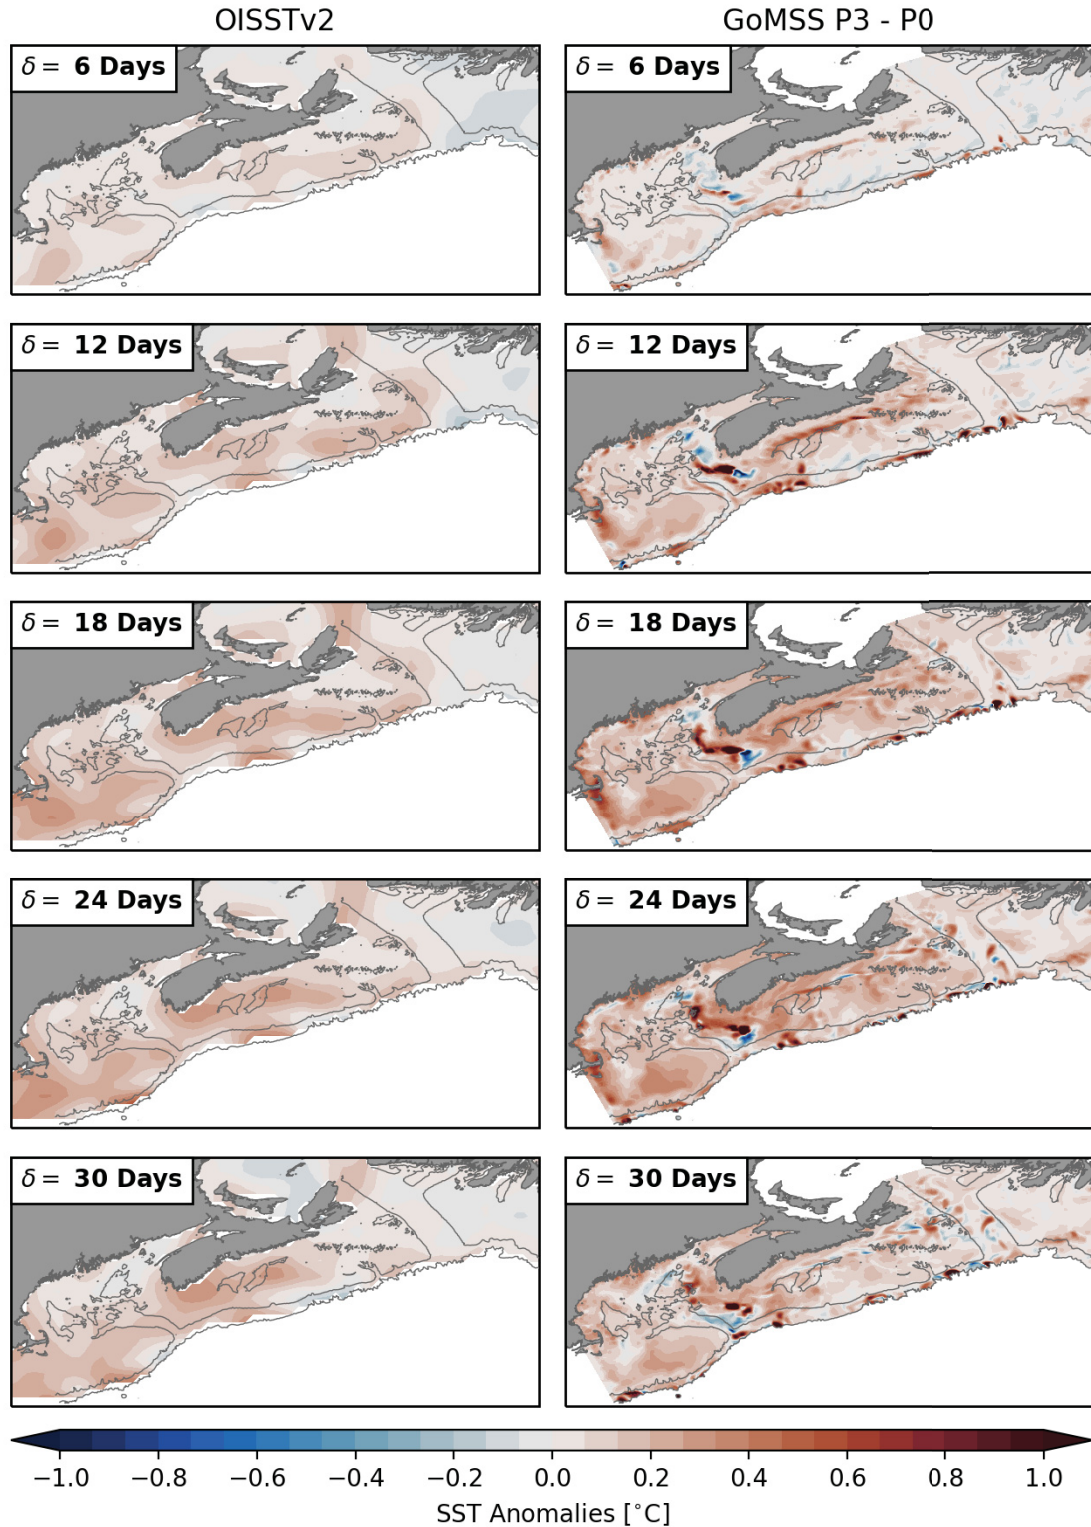 OISSTv2
GoMSS P3 - P0
δ = 6 Days
δ = 6 Days
δ = 12 Days
δ = 12 Days
δ = 18 Days
δ = 18 Days
δ = 24 Days
δ = 24 Days
δ = 30 Days
δ = 30 Days
−1.0 −0.8 −0.6 −0.4 −0.2 0.0 0.2 0.4 0.6 0.8 1.0
SST Anomalies [°C]